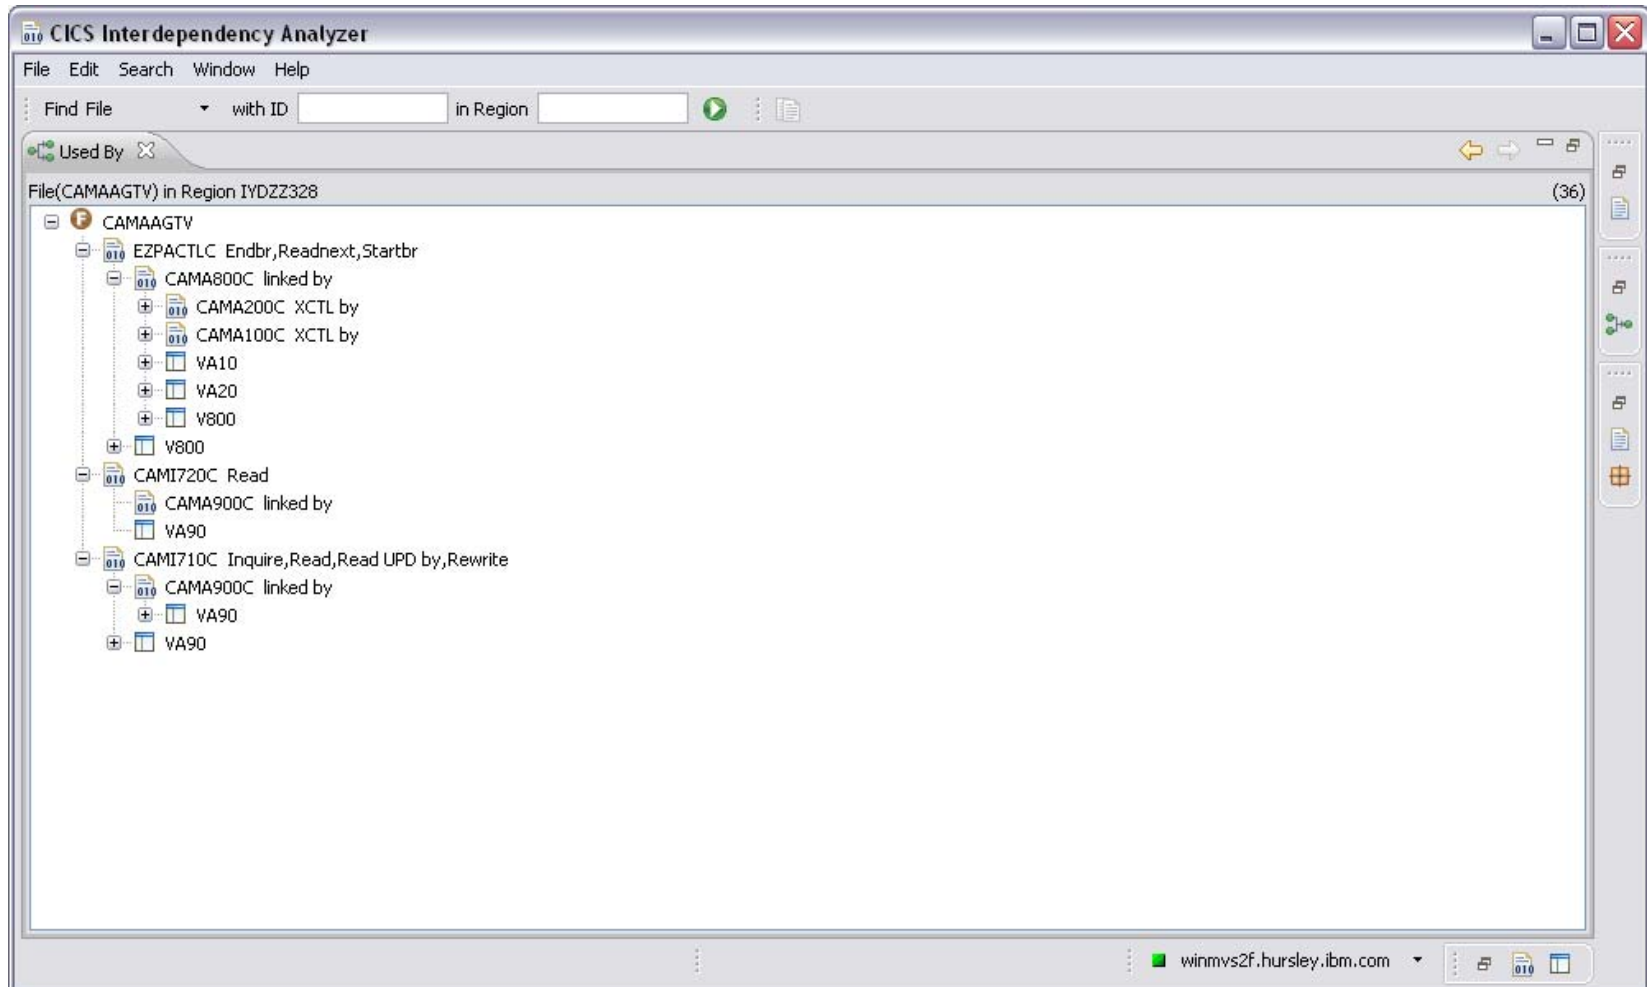 CICS Interdependency Analyzer
File Edit Search Window Help
Find File with ID in Region
Used By
File(CAMAAGTV) in Region IYDZZ328 (36)
CAMAAGTV
EZPACTLC Endbr,Readnext,Startbr
CAMA800C linked by
CAMA200C XCTL by
CAMA100C XCTL by
VA10
VA20
V800
V800
CAMI720C Read
CAMA900C linked by
VA90
CAMI710C Inquire,Read,Read UPD by,Rewrite
CAMA900C linked by
VA90
VA90
winmvs2f.hursley.ibm.com